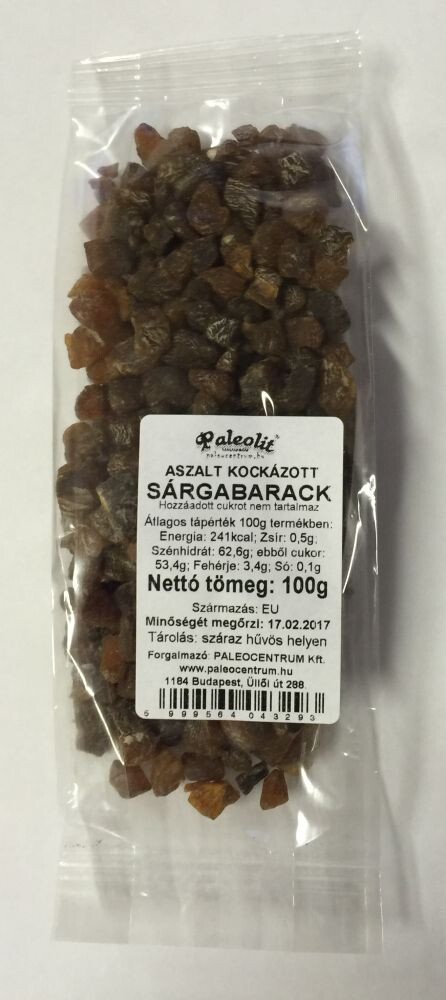 Paleolit
paleocentrum.hu
ASZALT KOCKÁZOTT
SÁRGABARACK
Hozzáadott cukrot nem tartalmaz
Átlagos tápérték 100g termékben:
Energia: 241kcal; Zsír: 0,5g;
Szénhidrát: 62,6g; ebből cukor:
53,4g; Fehérje: 3,4g; Só: 0,1g
Nettó tömeg: 100g
Származás: EU
Minőségét megőrzi: 17.02.2017
Tárolás: száraz hűvös helyen
Forgalmazó: PALEOCENTRUM Kft.
www.paleocentrum.hu
1184 Budapest, Üllői út 288.
5 999564 043293